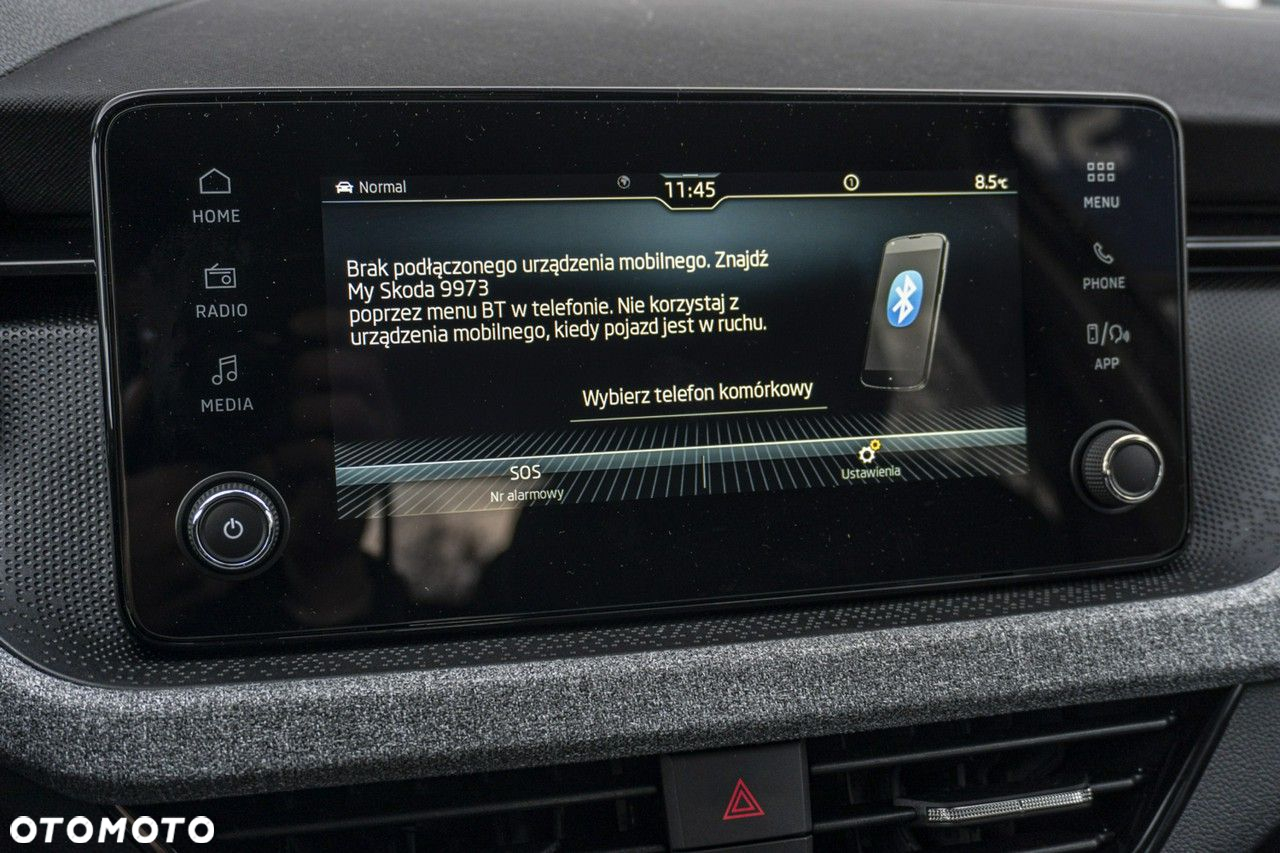 Normal
11:45
1
8.5°C
HOME
RADIO
MEDIA
Brak podłączonego urządzenia mobilnego. Znajdź
My Skoda 9973
poprzez menu BT w telefonie. Nie korzystaj z
urządzenia mobilnego, kiedy pojazd jest w ruchu.
Wybierz telefon komórkowy
SOS
Nr alarmowy
Ustawienia
MENU
PHONE
APP
OTOMOTO